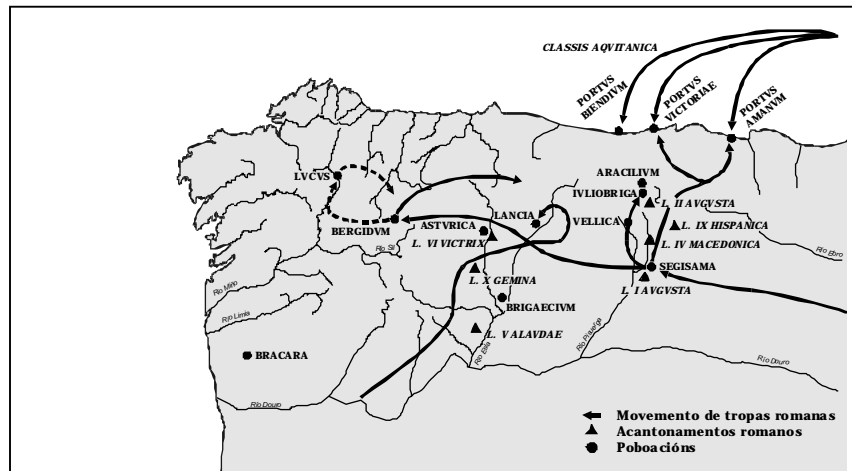 CLASSIS AQVITANICA
PORTVS
BIENDIVM
PORTVS
VICTORIAE
PORTVS
AMANVM
LVCVS
ARACILIVM
IVLIOBRIGA
L. II AVGVSTA
LANCIA
ASTVRICA
BERGIDVM
VELLICA
L. IX HISPANICA
L. VI VICTRIX
L. IV MACEDONICA
Río Sil
Río Ebro
SEGISAMA
L. X GEMINA
L. I AVGVSTA
Río Miño
BRIGAECIVM
Río Limia
L. V ALAVDAE
BRACARA
Río Esla
Río Pisuerga
Río Douro
Río Douro
Movemento de tropas romanas
Acantonamentos romanos
Poboacións